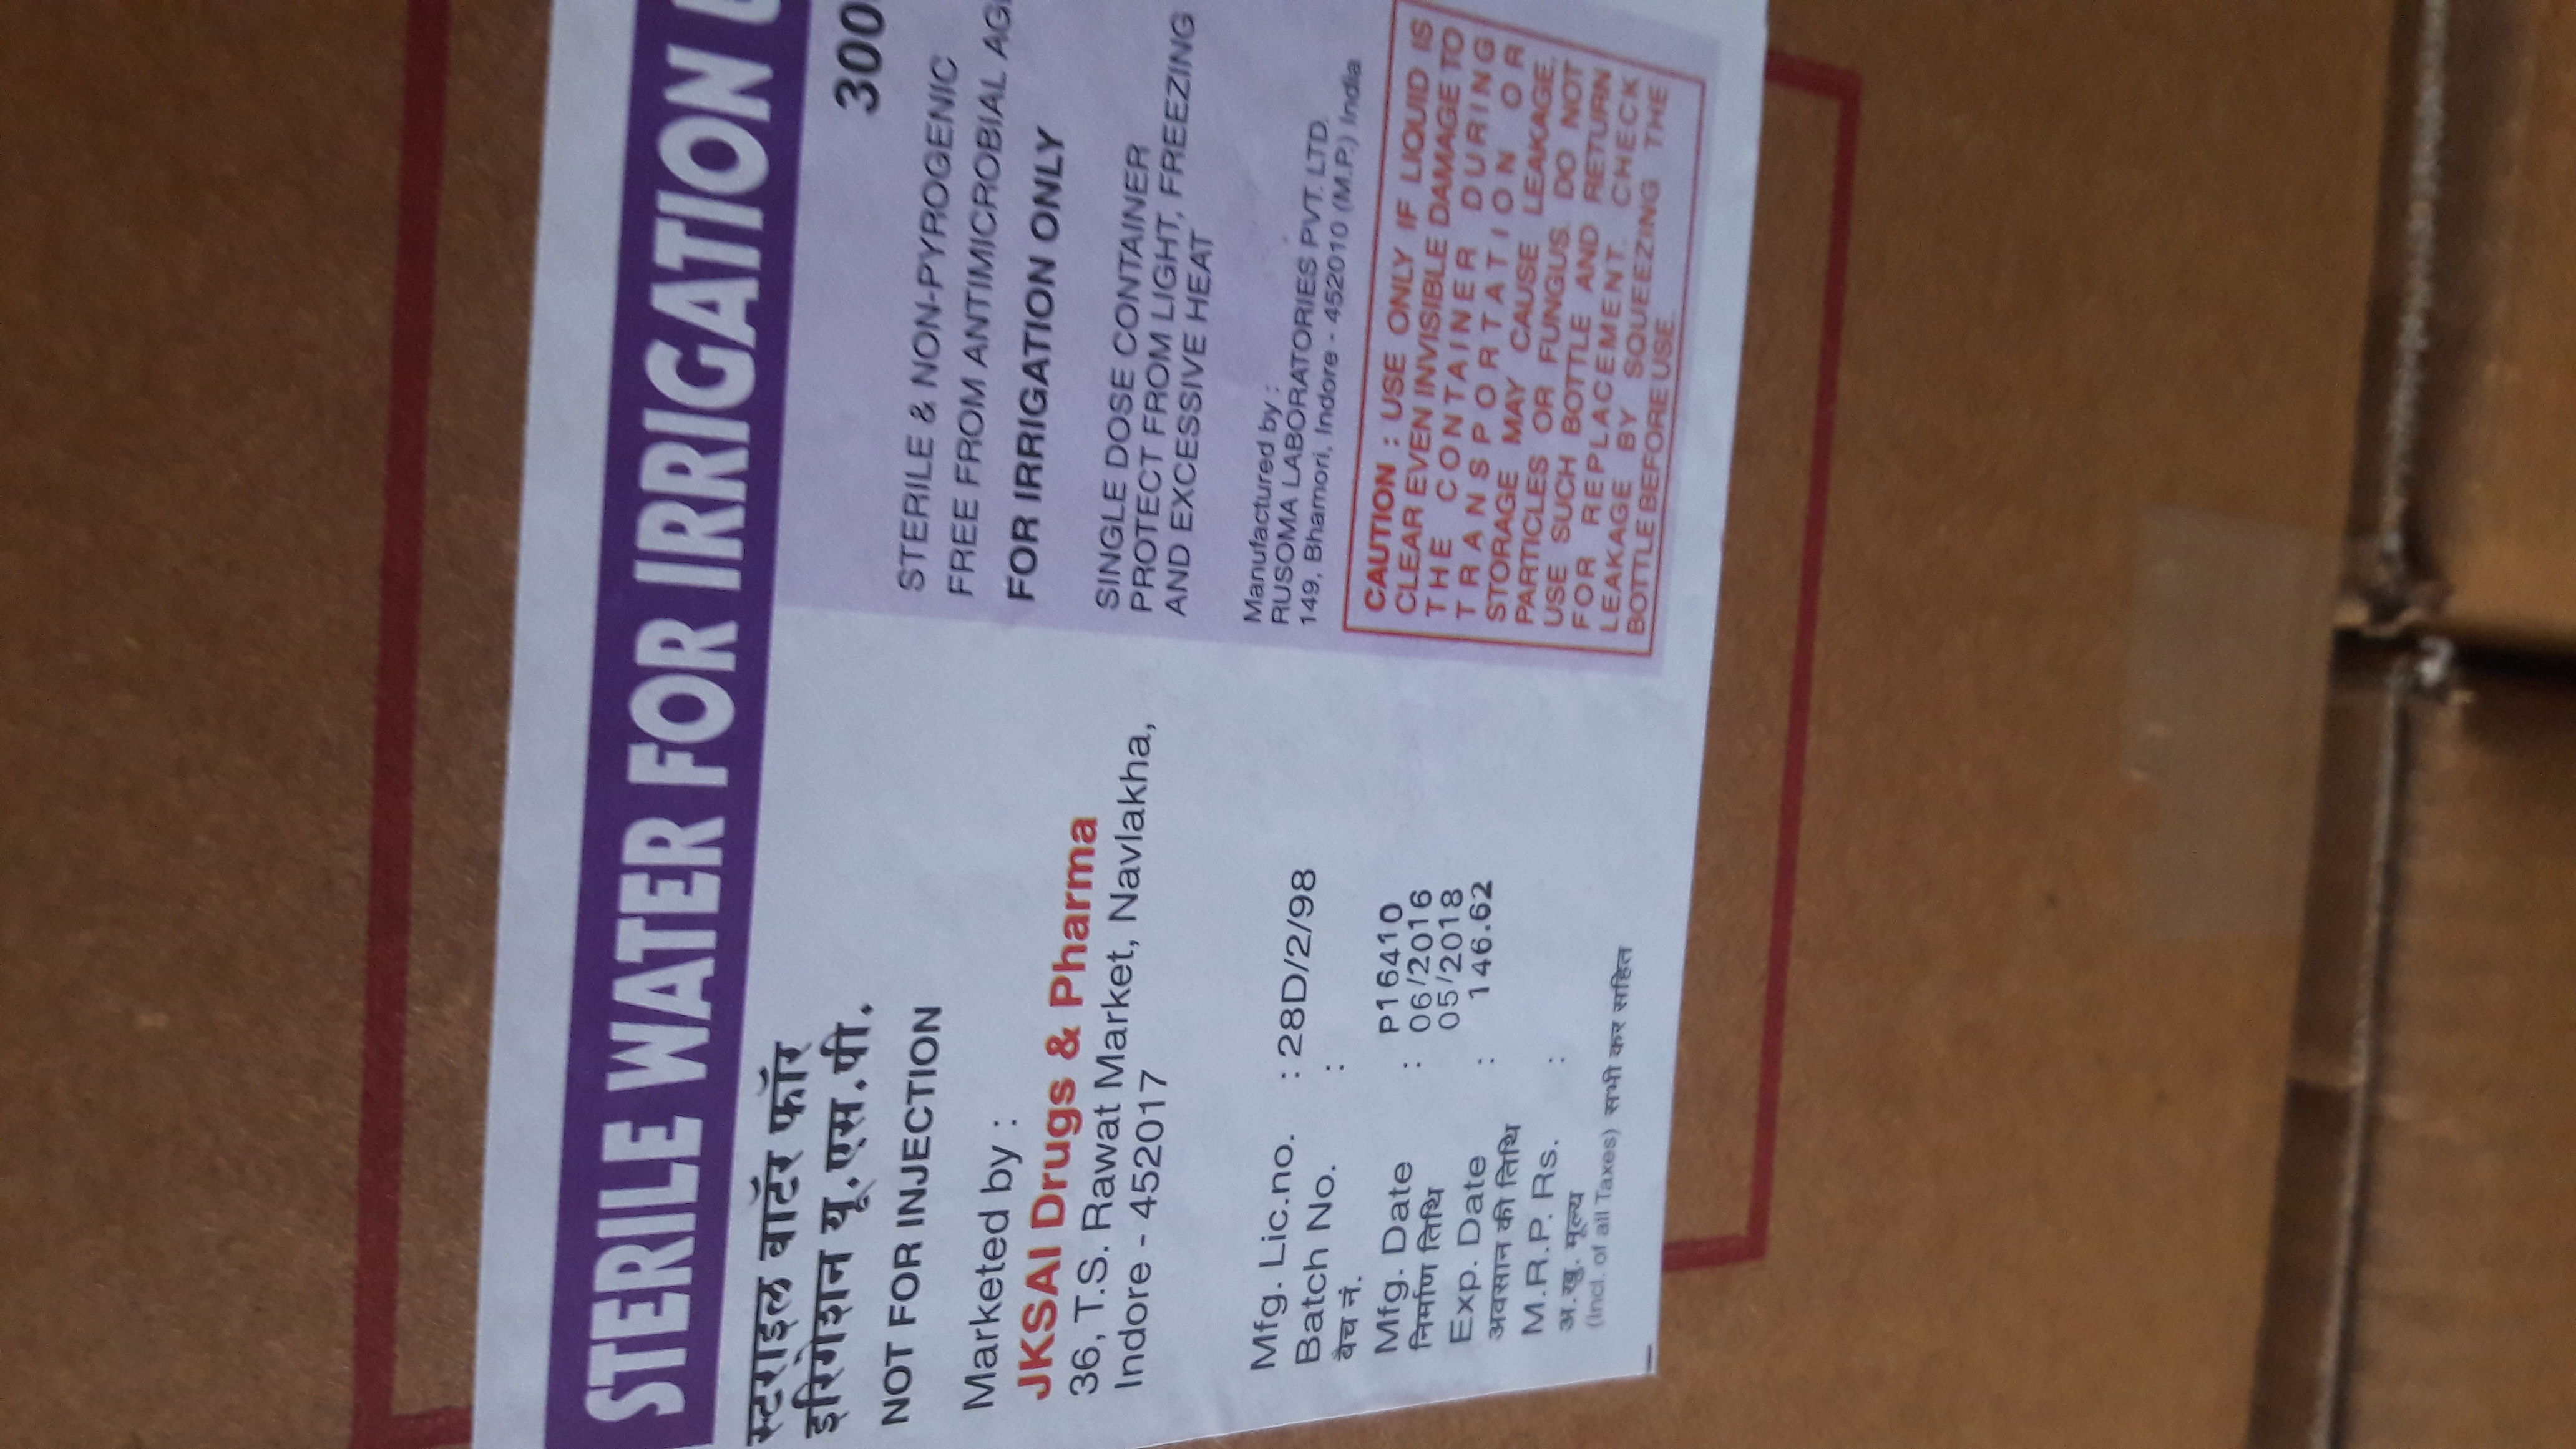 STERILE WATER FOR IRRIGATION
स्टराइल वाटॅर फॉर
इरिगेशन यू.एस.पी.
NOT FOR INJECTION
Marketed by :
JKSAI Drugs & Pharma
36, T.S. Rawat Market, Navlakha,
Indore - 452017
Mfg. Lic.no. : 28D/2/98
Batch No. :
बैच नं.
P16410
Mfg. Date : 06/2016
निर्माण तिथि
05/2018
Exp. Date : 146.62
अवसान की तिथि
M.R.P. Rs. :
अ.खु. मूल्य
(Incl. of all Taxes) सभी कर सहित
300
STERILE & NON-PYROGENIC
FREE FROM ANTIMICROBIAL AG
FOR IRRIGATION ONLY
SINGLE DOSE CONTAINER
PROTECT FROM LIGHT, FREEZING
AND EXCESSIVE HEAT
Manufactured by :
RUSOMA LABORATORIES PVT. LTD.
149, Bhamori, Indore - 452010 (M.P.) India
CAUTION : USE ONLY IF LIQUID IS
CLEAR EVEN INVISIBLE DAMAGE TO
THE CONTAINER DURING
TRANSPORTATION OR
STORAGE MAY CAUSE LEAKAGE,
PARTICLES OR FUNGUS. DO NOT
USE SUCH BOTTLE AND RETURN
FOR REPLACEMENT. CHECK
LEAKAGE BY SQUEEZING THE
BOTTLE BEFORE USE.